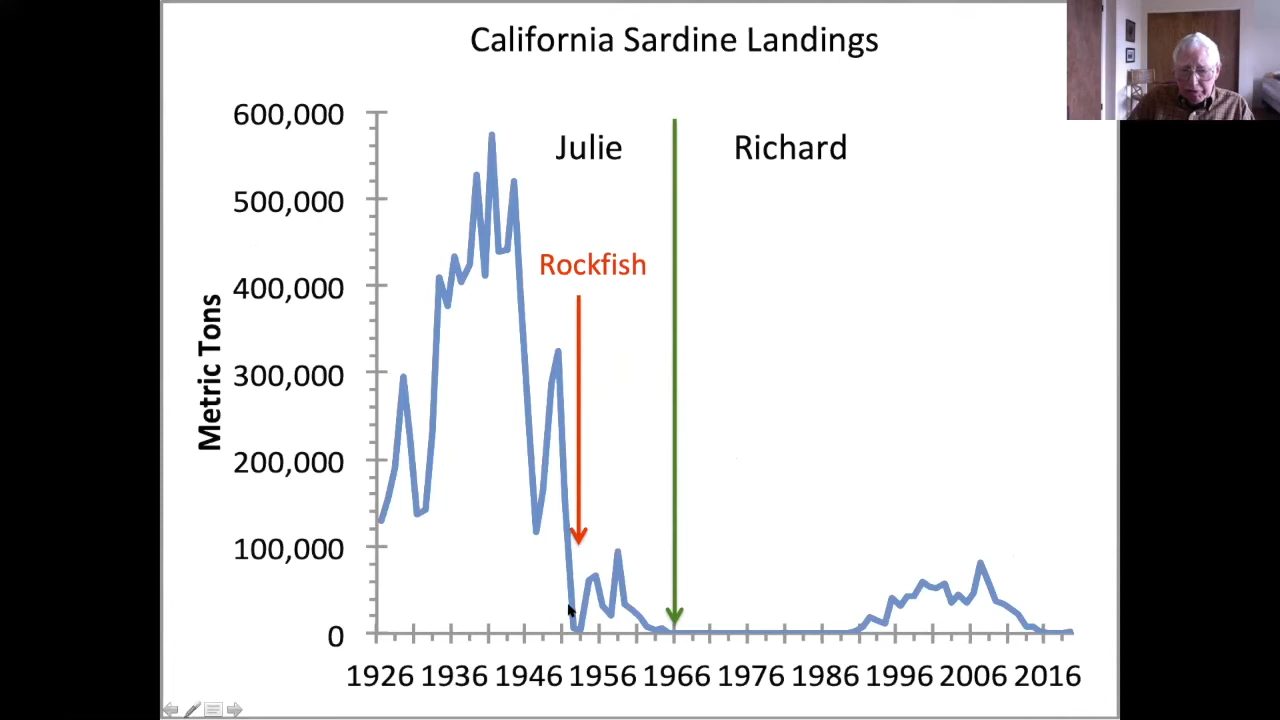 California Sardine Landings
600,000
Julie
Richard
500,000
Rockfish
400,000
Metric Tons
300,000
200,000
100,000
0
1926 1936 1946 1956 1966 1976 1986 1996 2006 2016